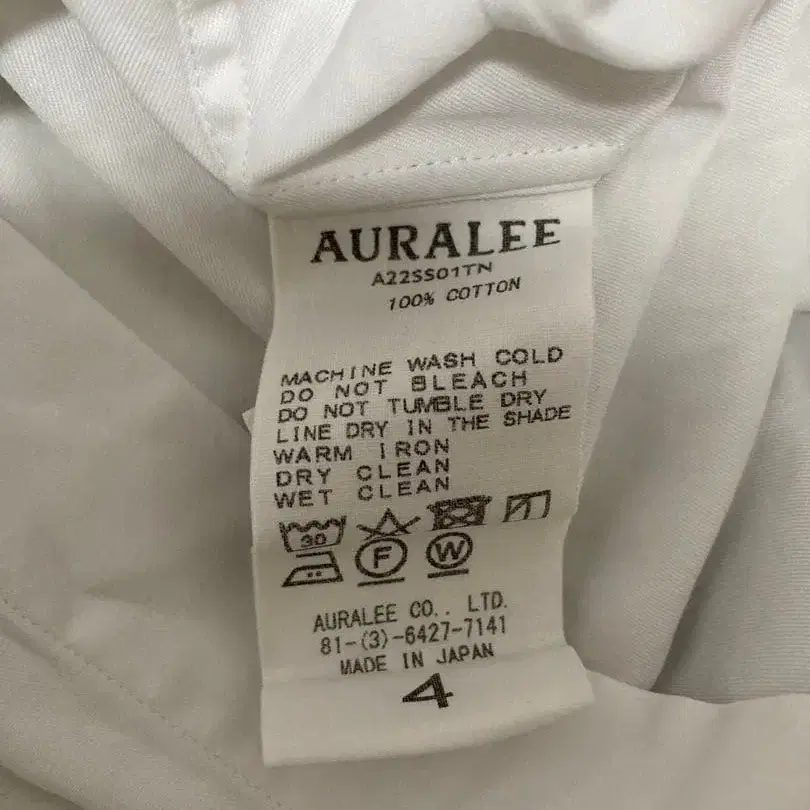 AURALEE
A22SS01TN
100% COTTON
MACHINE WASH COLD
DO NOT BLEACH
DO NOT TUMBLE DRY
LINE DRY IN THE SHADE
WARM IRON
DRY CLEAN
WET CLEAN
30
F W
AURALEE CO., LTD.
81-(3)-6427-7141
MADE IN JAPAN
4